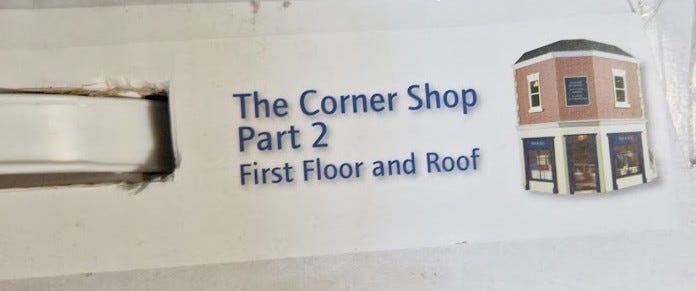 The Corner Shop
Part 2
First Floor and Roof